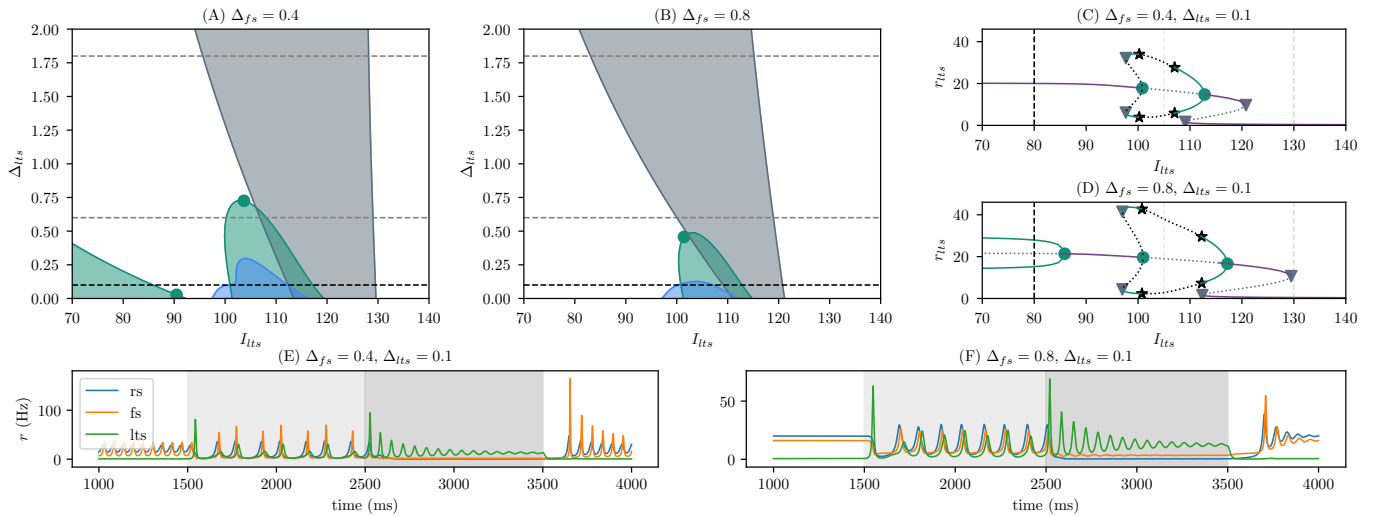 (A) Δ_fs = 0.4
2.00
1.75
1.50
1.25
1.00
0.75
0.50
0.25
0.00
Δ_lts
70 80 90 100 110 120 130 140
I_lts
(B) Δ_fs = 0.8
2.00
1.75
1.50
1.25
1.00
0.75
0.50
0.25
0.00
Δ_lts
70 80 90 100 110 120 130 140
I_lts
(C) Δ_fs = 0.4, Δ_lts = 0.1
40
20
0
r_lts
70 80 90 100 110 120 130 140
I_lts
(D) Δ_fs = 0.8, Δ_lts = 0.1
40
20
0
r_lts
70 80 90 100 110 120 130 140
I_lts
(E) Δ_fs = 0.4, Δ_lts = 0.1
100
0
r (Hz)
rs
fs
lts
1000 1500 2000 2500 3000 3500 4000
time (ms)
(F) Δ_fs = 0.8, Δ_lts = 0.1
50
0
1000 1500 2000 2500 3000 3500 4000
time (ms)